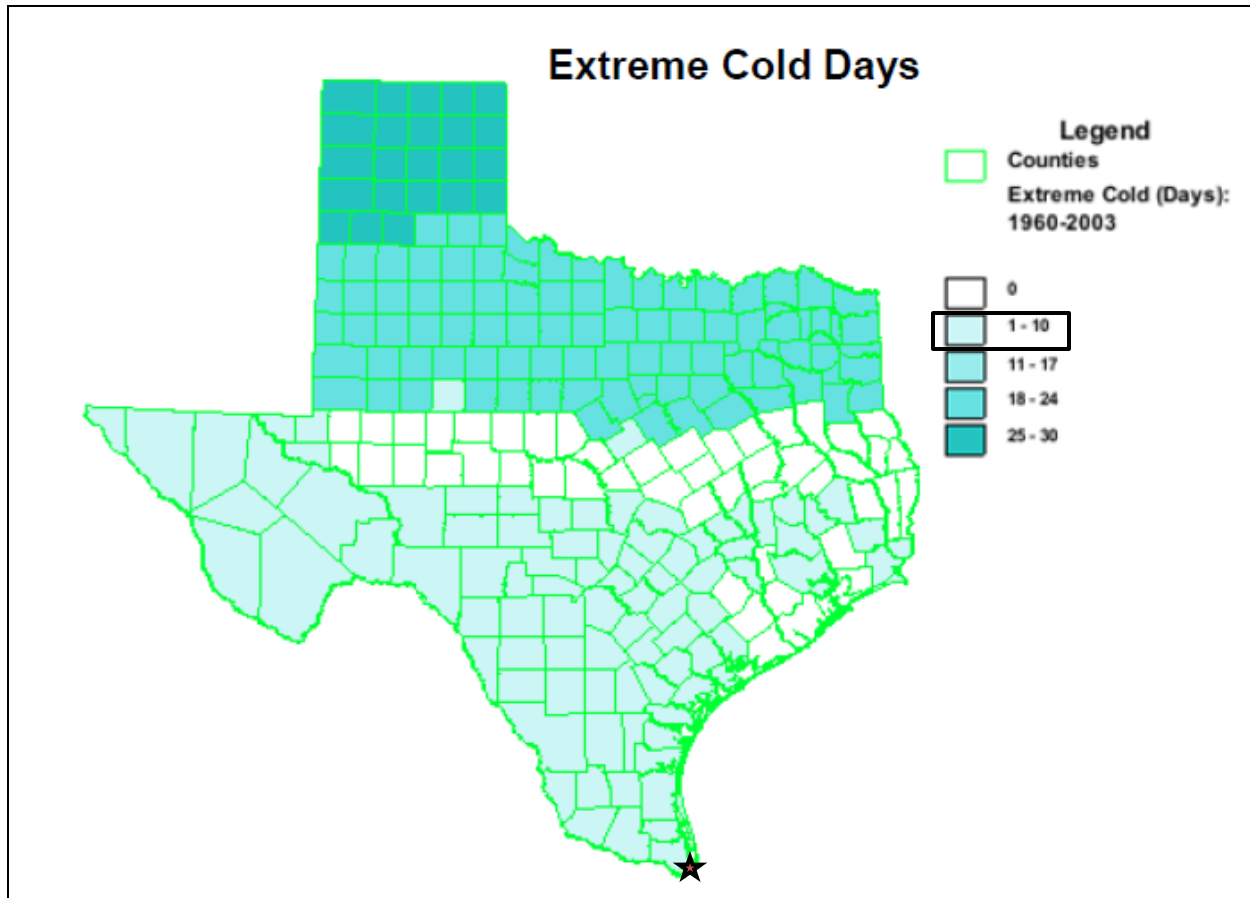 Extreme Cold Days
Legend
Counties
Extreme Cold (Days):
1960-2003
0
1 - 10
11 - 17
18 - 24
25 - 30